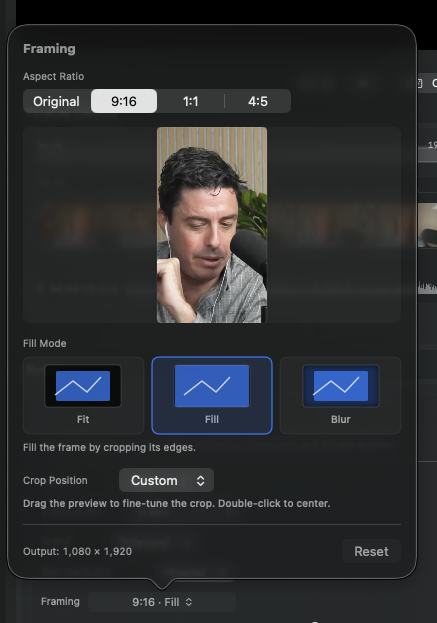 Framing
Aspect Ratio
Original 9:16 1:1 4:5
Fill Mode
Fit Fill Blur
Fill the frame by cropping its edges.
Crop Position Custom
Drag the preview to fine-tune the crop. Double-click to center.
Output: 1,080 × 1,920 Reset
Framing 9:16 · Fill